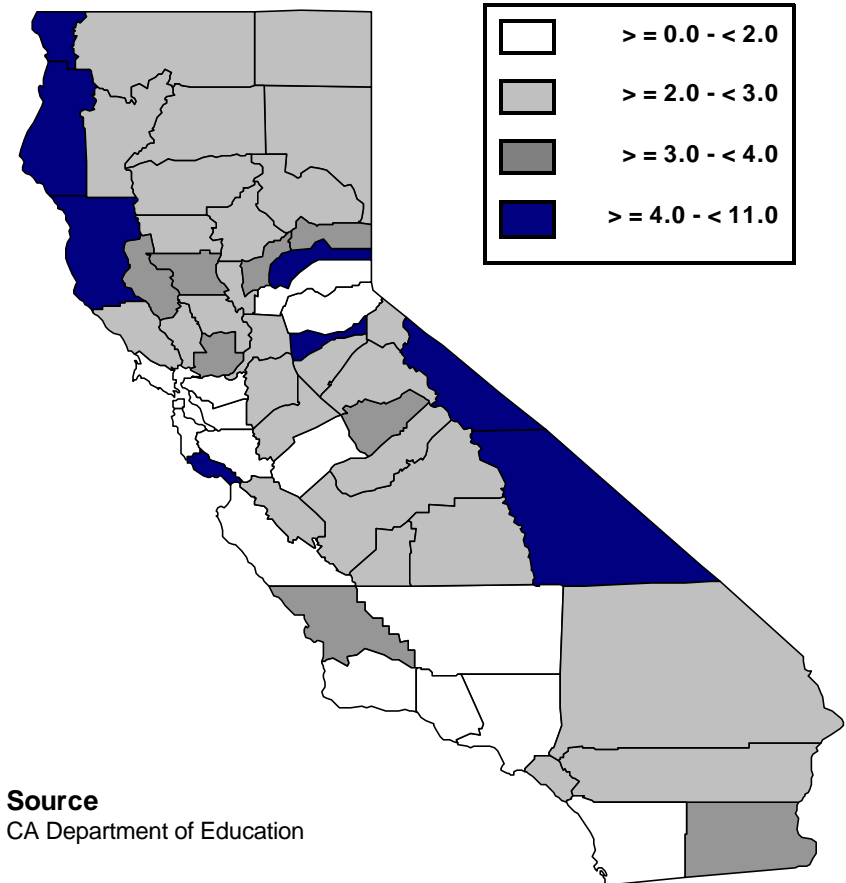 > = 0.0 - < 2.0
> = 2.0 - < 3.0
> = 3.0 - < 4.0
> = 4.0 - < 11.0
Source
CA Department of Education